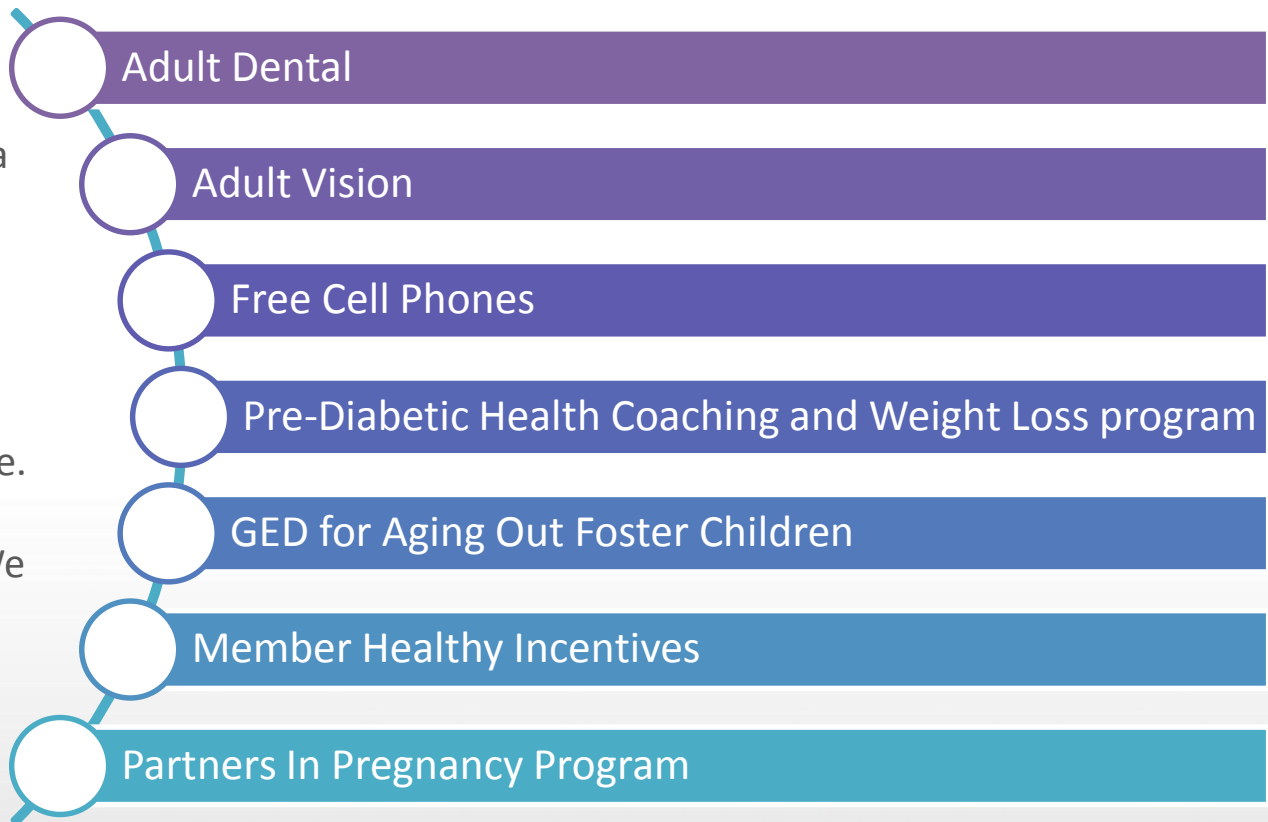 Adult Dental
a
Adult Vision
Free Cell Phones
Pre-Diabetic Health Coaching and Weight Loss program
e.
GED for Aging Out Foster Children
We
Member Healthy Incentives
Partners In Pregnancy Program